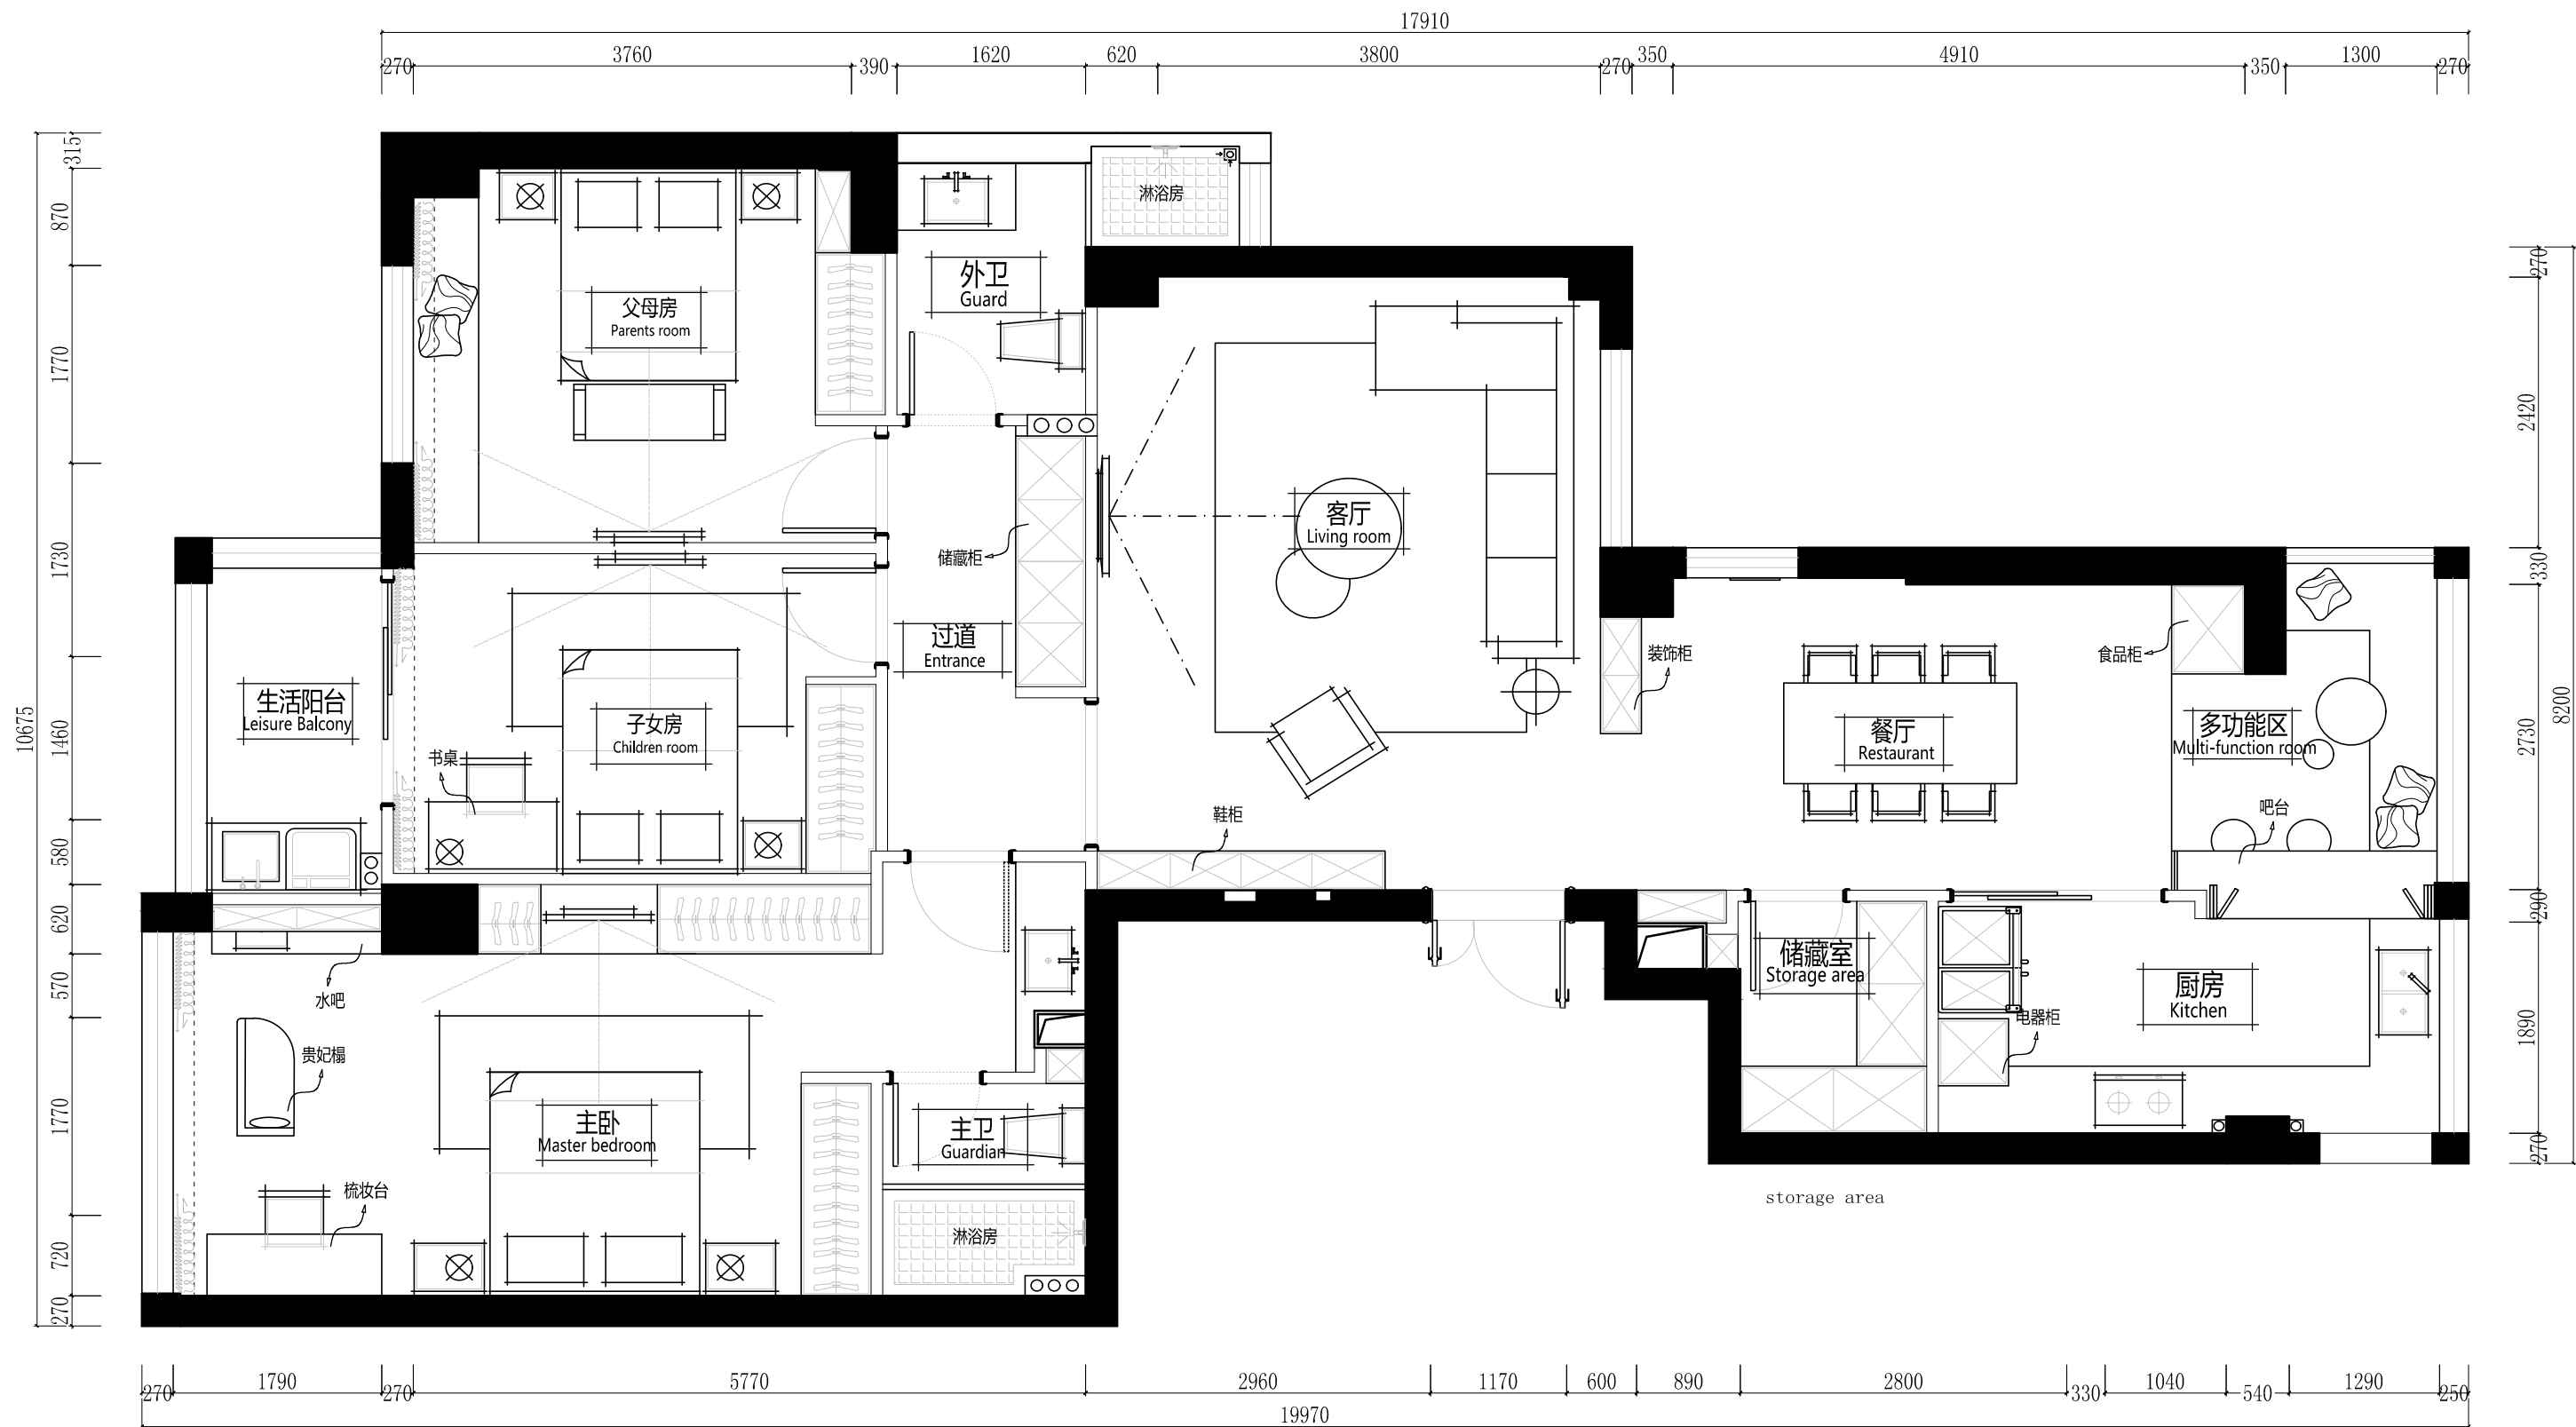 17910
270
3760
390
1620
620
3800
270
350
4910
350
1300
270
10675
315
870
1770
1730
1460
580
620
570
1770
720
270
淋浴房
外卫
Guard
父母房
Parents room
客厅
Living room
储藏柜
过道
Entrance
装饰柜
食品柜
生活阳台
Leisure Balcony
子女房
Children room
书桌
餐厅
Restaurant
多功能区
Multi-function room
鞋柜
吧台
水吧
贵妃榻
储藏室
Storage area
厨房
Kitchen
电器柜
主卧
Master bedroom
主卫
Guardian
梳妆台
淋浴房
storage area
270
2420
330
2730
290
1890
270
8200
270
1790
270
5770
2960
1170
600
890
2800
330
1040
540
1290
250
19970